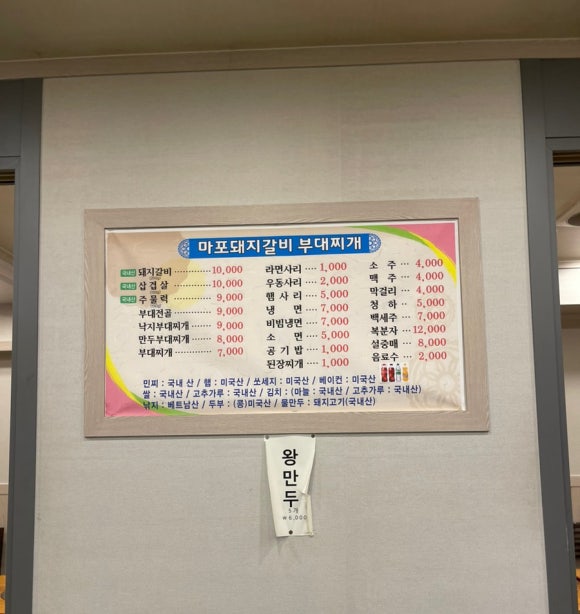 마포돼지갈비 부대찌개
국내산 돼지갈비 ············ 10,000
국내산 삼겹살 ············ 10,000
국내산 주물력 ············ 9,000
부대전골 ············ 9,000
낙지부대찌개 ······ 9,000
만두부대찌개 ······ 8,000
부대찌개 ············ 7,000
라면사리 ···· 1,000
우동사리 ···· 2,000
햄사리 ···· 5,000
냉면 ···· 7,000
비빔냉면 ···· 7,000
소면 ···· 5,000
공기밥 ···· 1,000
된장찌개 ···· 1,000
소주 ··· 4,000
맥주 ··· 4,000
막걸리 ··· 4,000
청하 ··· 5,000
백세주 ··· 7,000
복분자 ··· 12,000
설중매 ··· 8,000
음료수 ··· 2,000
민찌 : 국내 산 / 햄 : 미국산 / 쏘세지 : 미국산 / 베이컨 : 미국산
쌀 : 국내산 / 고추가루 : 국내산 / 김치 : (마늘 : 국내산 / 고추가루 : 국내산)
낚지 : 베트남산 / 두부 : (콩)미국산 / 물만두 : 돼지고기(국내산)
왕만두
5개
₩6,000